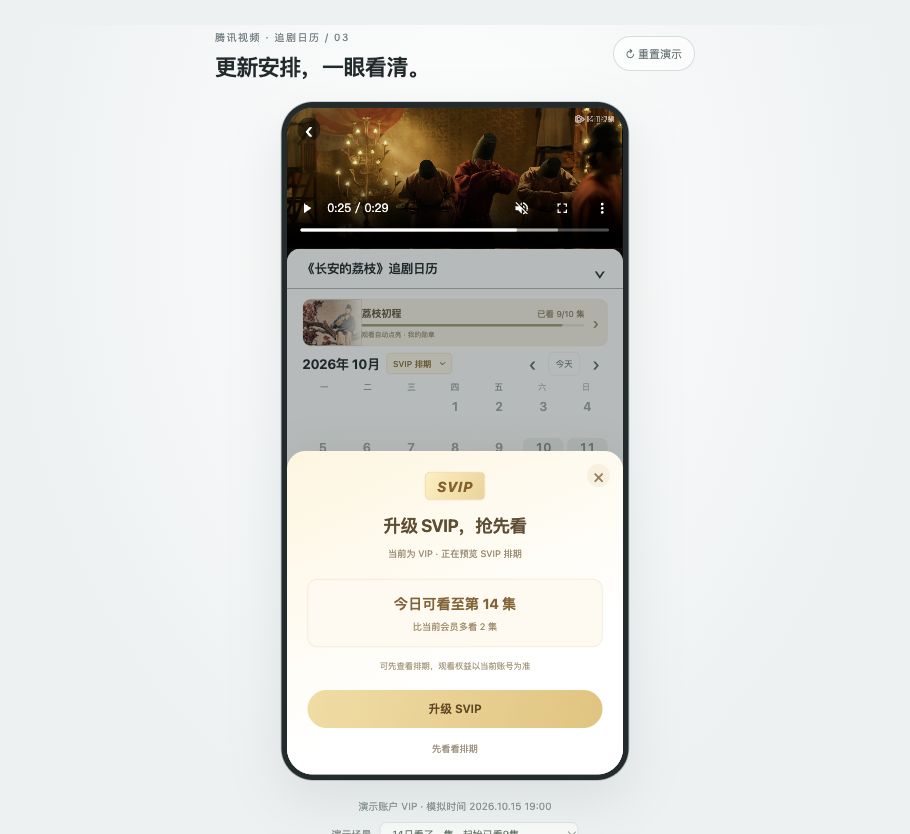 腾讯视频 · 追剧日历 / 03
更新安排，一眼看清。
↻ 重置演示
0:25 / 0:29
《长安的荔枝》追剧日历
荔枝初程
已看 9/10 集
观看自动点亮 · 我的勋章
2026年 10月
SVIP 排期
今天
一 二 三 四 五 六 日
1 2 3 4
5 6 7 8 9 10 11
SVIP
升级 SVIP，抢先看
当前为 VIP · 正在预览 SVIP 排期
今日可看至第 14 集
比当前会员多看 2 集
可先查看排期，观看权益以当前账号为准
升级 SVIP
先看看排期
演示账户 VIP · 模拟时间 2026.10.15 19:00